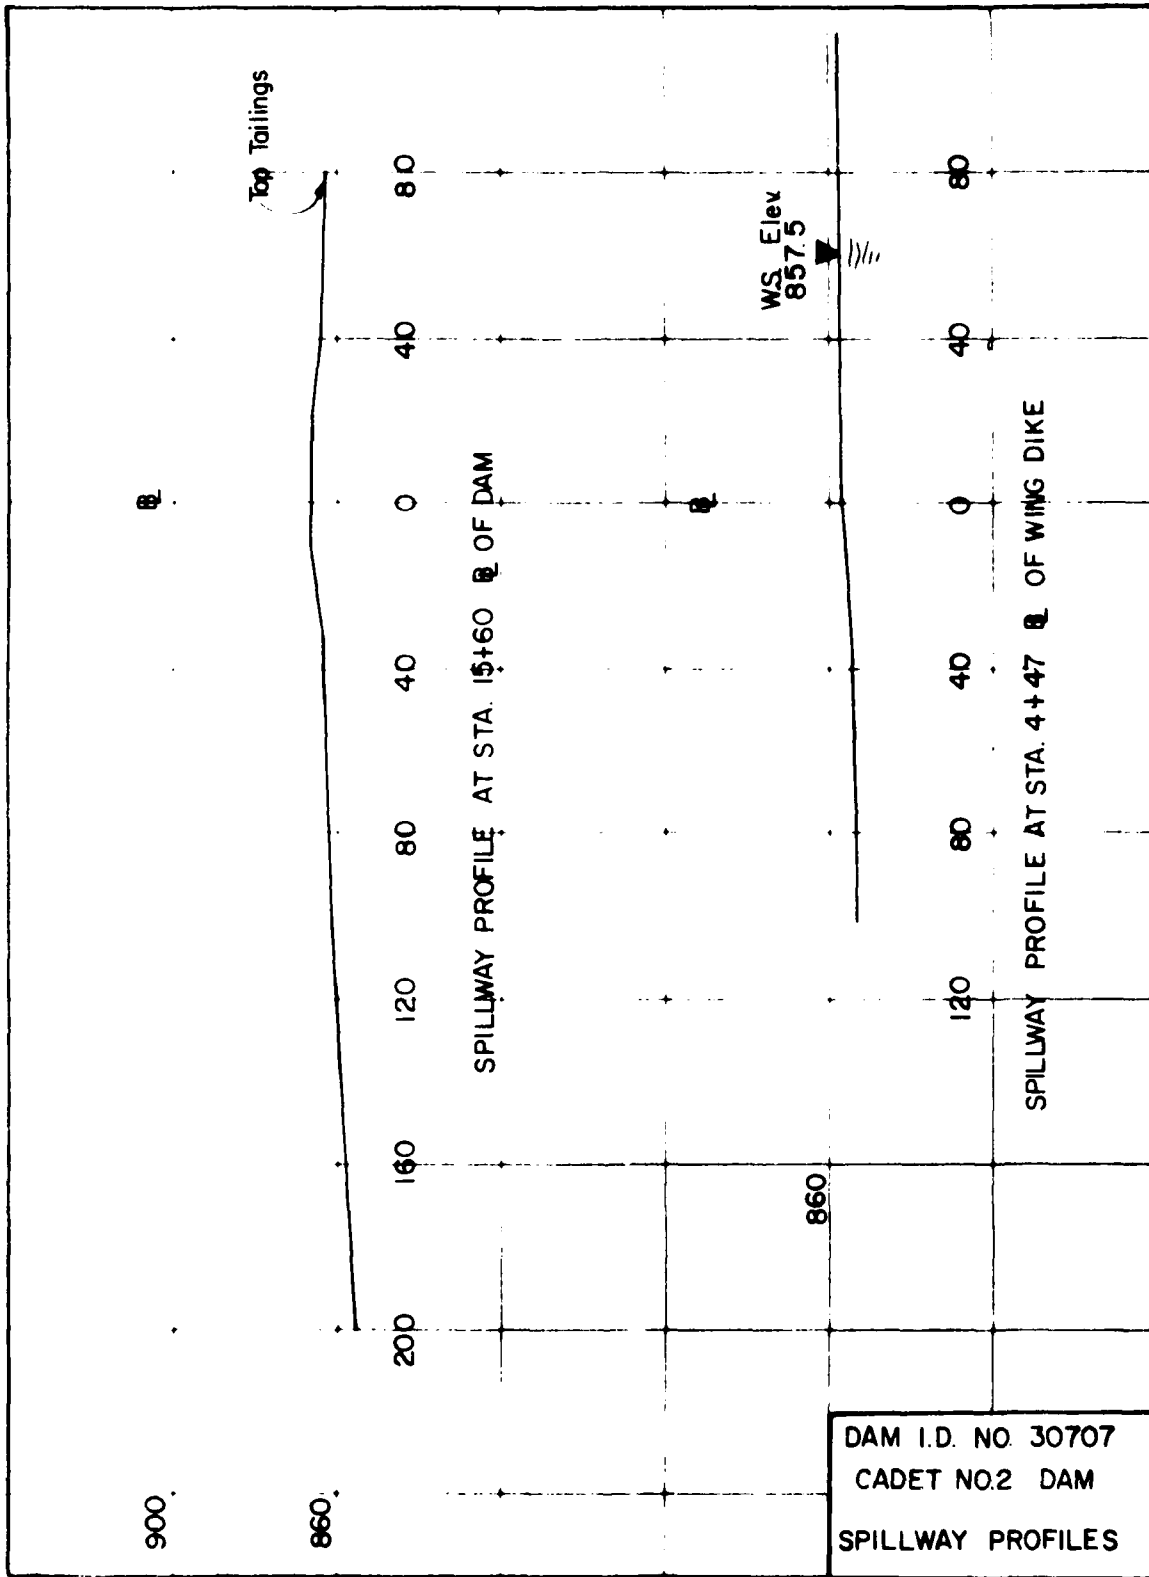 900
860
Top Tailings
℄
200
160
120
80
40
0
40
80
SPILLWAY PROFILE AT STA. 15+60 ℄ OF DAM
℄
W.S. Elev.
857.5
860
120
80
40
0
40
80
SPILLWAY PROFILE AT STA. 4+47 ℄ OF WING DIKE
DAM I.D. NO. 30707
CADET NO.2 DAM
SPILLWAY PROFILES